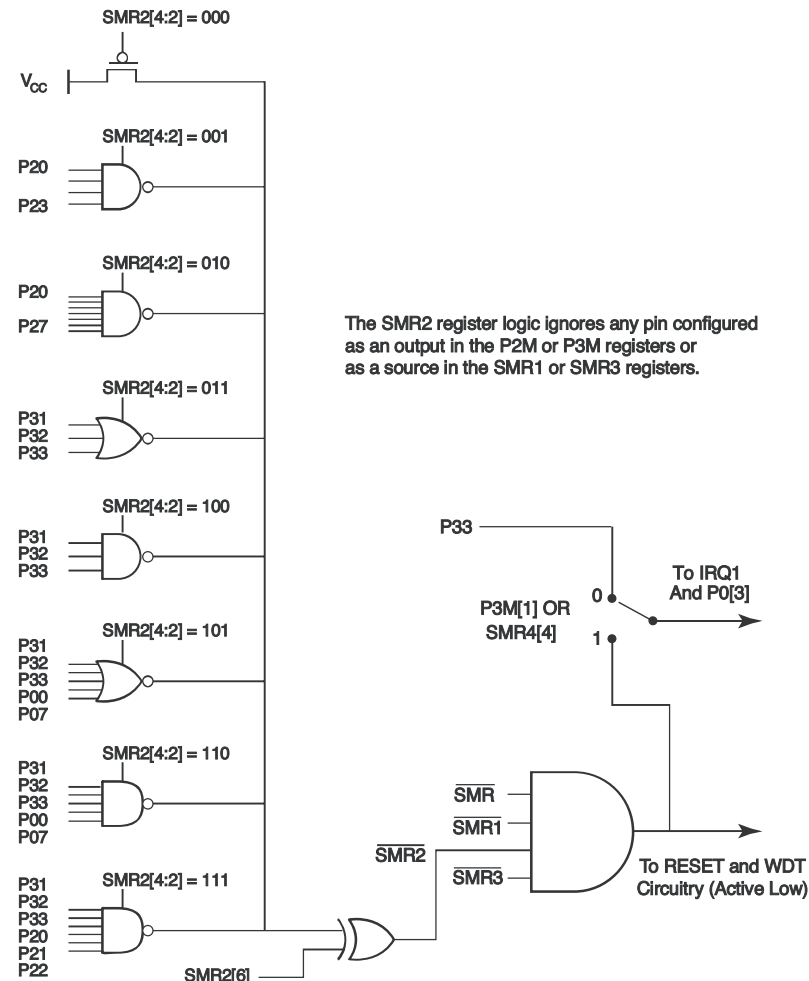 SMR2[4:2] = 000
VCC
SMR2[4:2] = 001
P20
P23
SMR2[4:2] = 010
P20
P27
The SMR2 register logic ignores any pin configured
as an output in the P2M or P3M registers or
as a source in the SMR1 or SMR3 registers.
SMR2[4:2] = 011
P31
P32
P33
SMR2[4:2] = 100
P31
P32
P33
P33
To IRQ1
And P0[3]
0
P3M[1] OR
SMR4[4]
1
SMR2[4:2] = 101
P31
P32
P33
P00
P07
SMR2[4:2] = 110
P31
P32
P33
P00
P07
SMR
SMR1
SMR2
SMR3
To RESET and WDT
Circuitry (Active Low)
SMR2[4:2] = 111
P31
P32
P33
P20
P21
P22
SMR2[6]